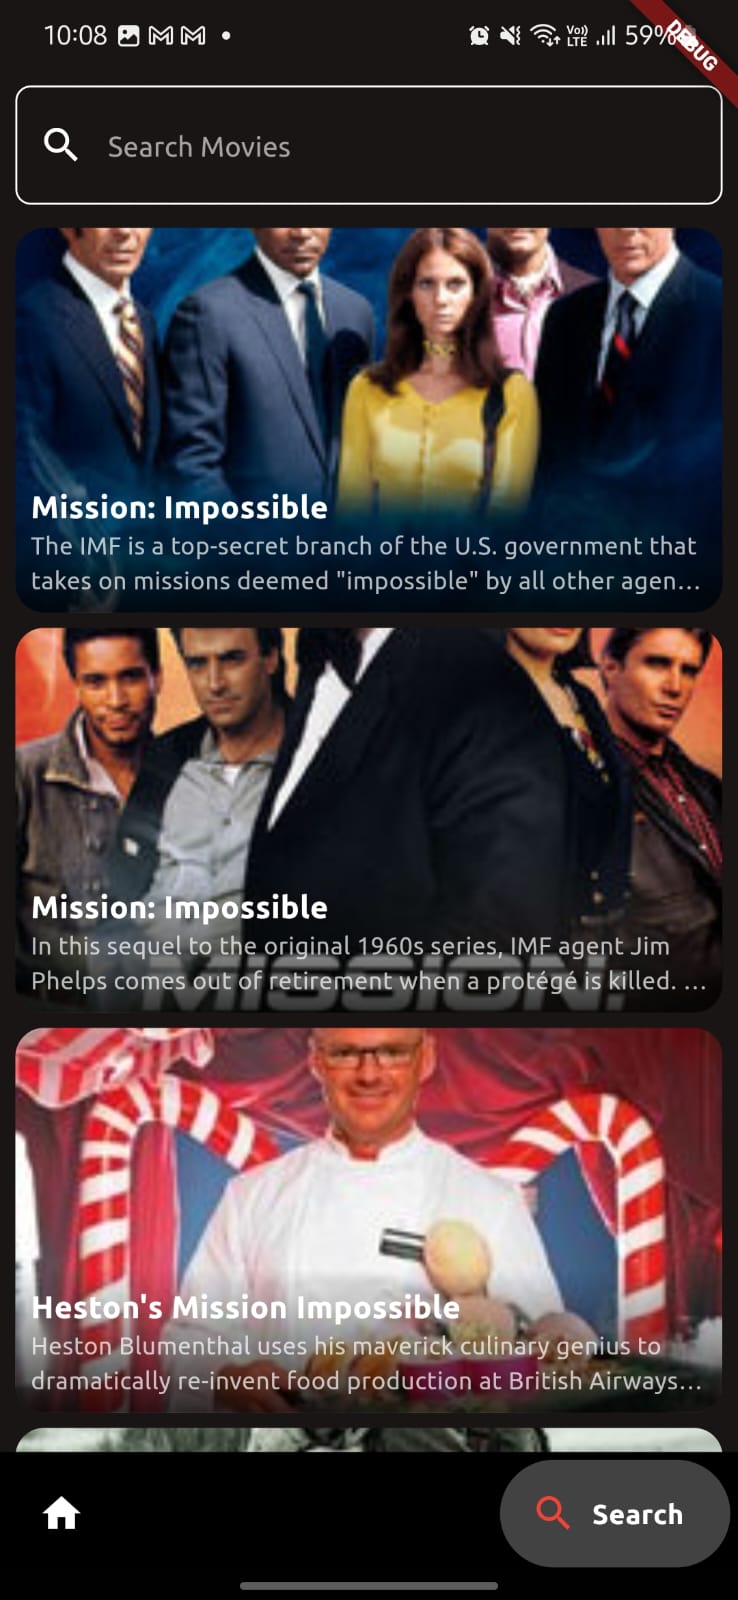 10:08
Vo))
LTE
59%
DEBUG
Search Movies
Mission: Impossible
The IMF is a top-secret branch of the U.S. government that
takes on missions deemed "impossible" by all other agen...
Mission: Impossible
In this sequel to the original 1960s series, IMF agent Jim
Phelps comes out of retirement when a protégé is killed. ...
MISSION:
Heston's Mission Impossible
Heston Blumenthal uses his maverick culinary genius to
dramatically re-invent food production at British Airways...
Search